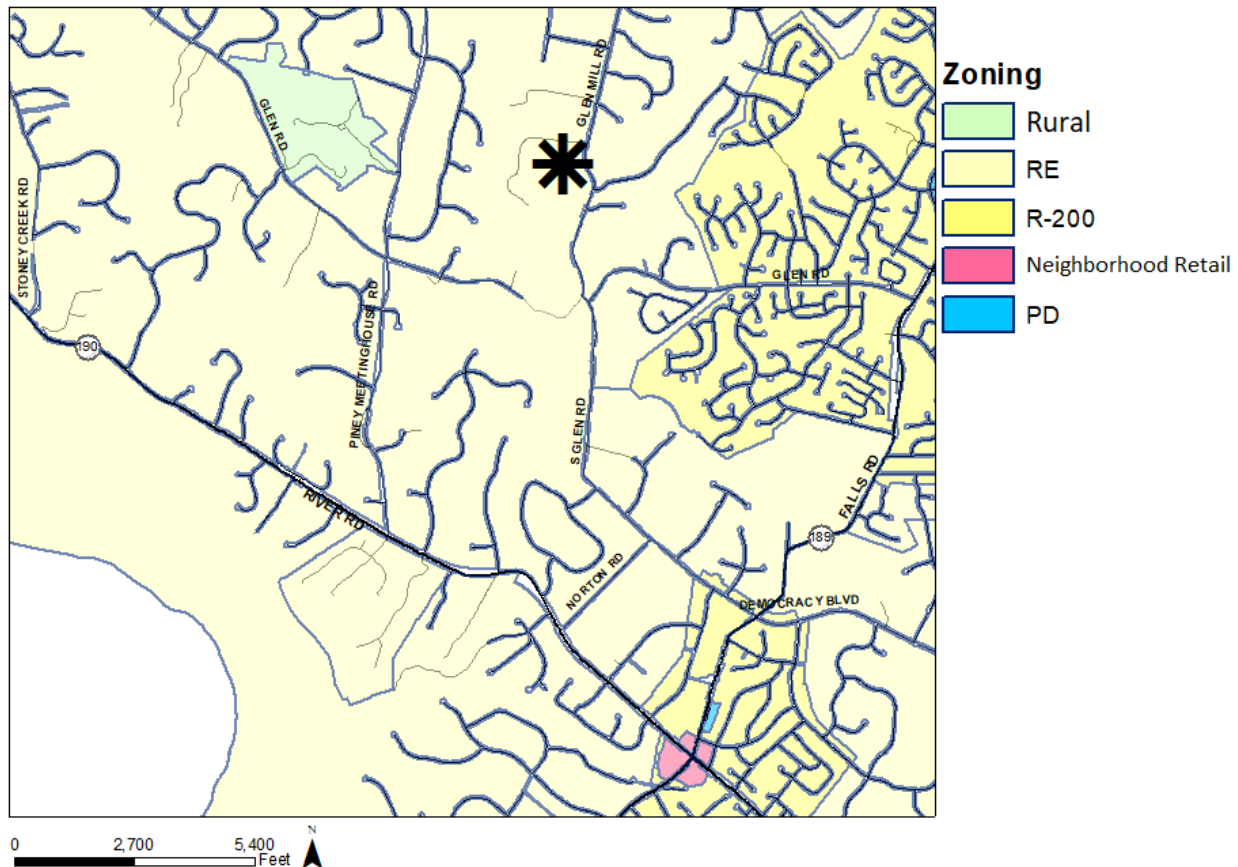 GLEN MILL RD
GLEN RD
STONEY CREEK RD
GLEN RD
PINEY MEETINGHOUSE RD
190
S GLEN RD
FALLS RD
RIVER RD
189
NORTON RD
DEMOCRACY BLVD
Zoning
Rural
RE
R-200
Neighborhood Retail
PD
0 2,700 5,400
Feet
N